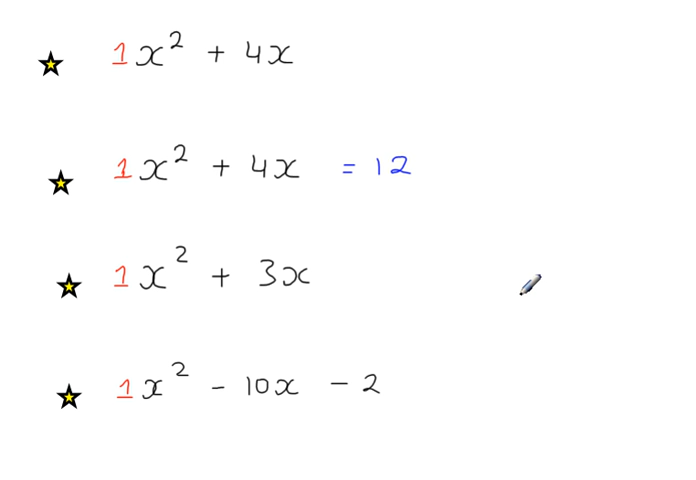 1x² + 4x
1x² + 4x = 12
1x² + 3x
1x² - 10x - 2